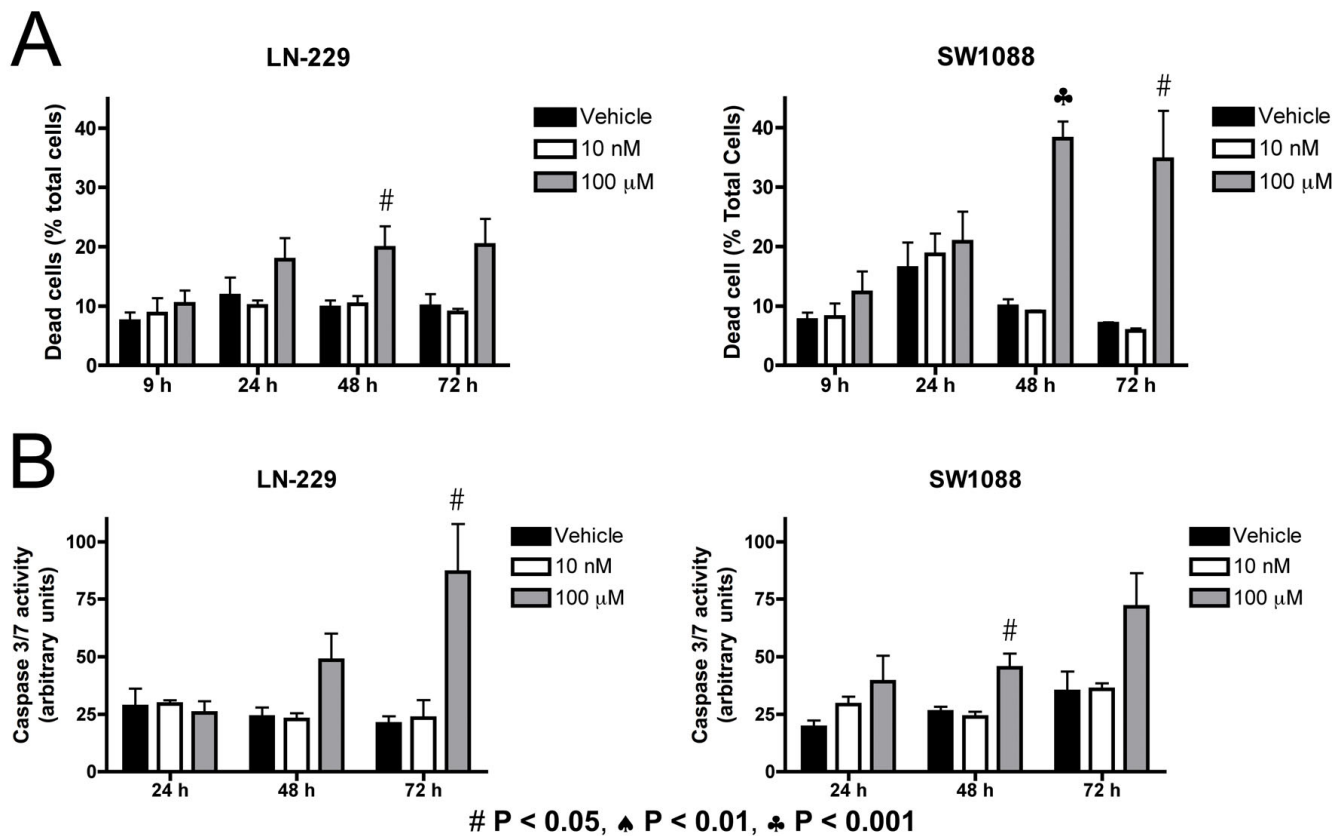 A
LN-229
Dead cells (% total cells)
40
30
20
10
0
#
9 h 24 h 48 h 72 h
Vehicle
10 nM
100 μM
SW1088
Dead cell (% Total Cells)
40
30
20
10
0
♣
#
9 h 24 h 48 h 72 h
Vehicle
10 nM
100 μM
B
LN-229
Caspase 3/7 activity
(arbitrary units)
100
75
50
25
0
#
24 h 48 h 72 h
Vehicle
10 nM
100 μM
SW1088
Caspase 3/7 activity
(arbitrary units)
100
75
50
25
0
#
24 h 48 h 72 h
Vehicle
10 nM
100 μM
# P < 0.05, ♠ P < 0.01, ♣ P < 0.001